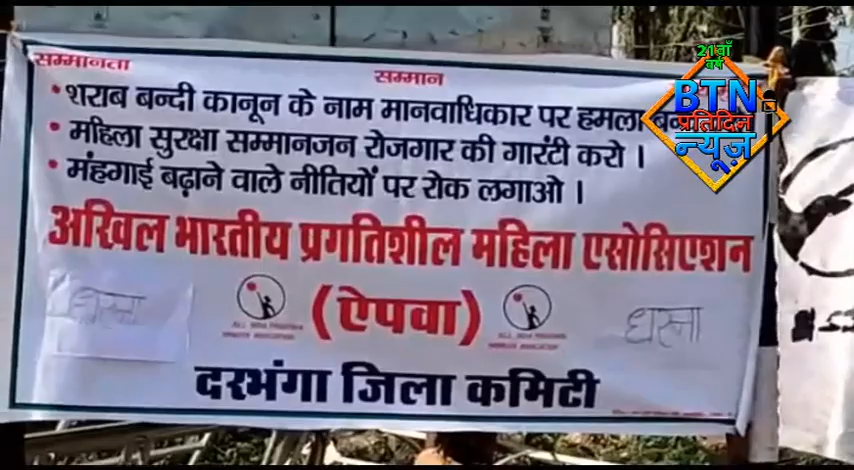 सम्मानता सम्मान
• शराब बन्दी कानून के नाम मानवाधिकार पर हमला
• महिला सुरक्षा सम्मानजन रोजगार की गारंटी करो ।
• मंहगाई बढ़ाने वाले नीतियों पर रोक लगाओ ।
अखिल भारतीय प्रगतिशील महिला एसोसिएशन
(ऐपवा)
धरना धरना
दरभंगा जिला कमिटी
21वाँ
वर्ष
BTN
प्रतिदिन
न्यूज़